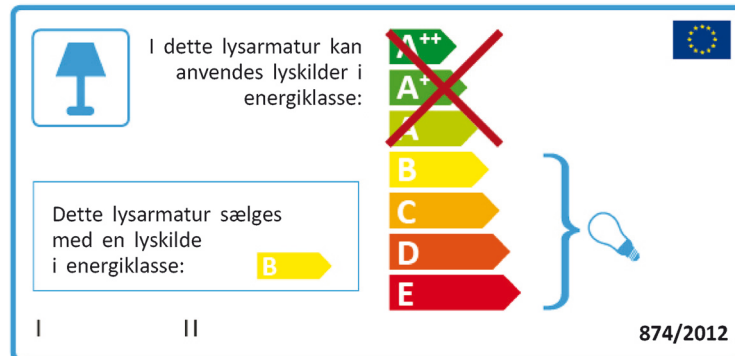 I dette lysarmatur kan
anvendes lyskilder i
energiklasse:
A++
A+
A
B
C
D
E
Dette lysarmatur sælges
med en lyskilde
i energiklasse:
B
I II
874/2012